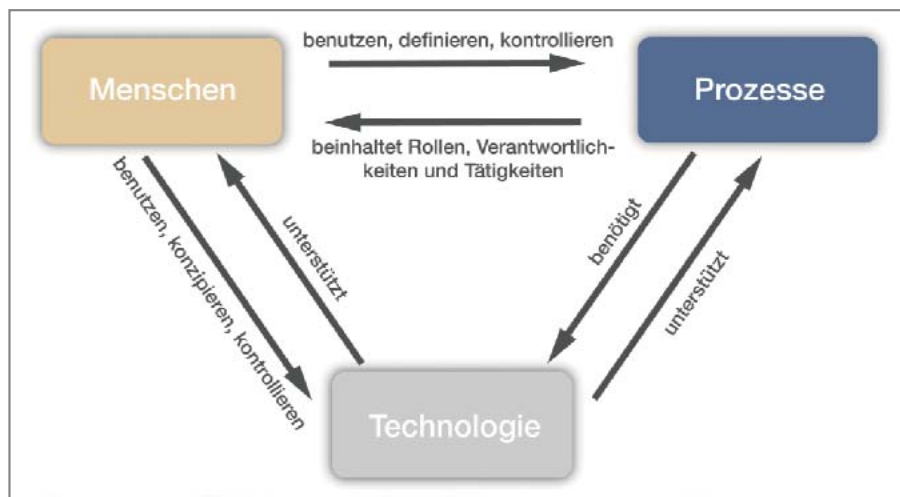 benutzen, definieren, kontrollieren
Menschen
Prozesse
beinhaltet Rollen, Verantwortlich-
keiten und Tätigkeiten
benutzen, konzipieren, kontrollieren
unterstützt
benötigt
unterstützt
Technologie